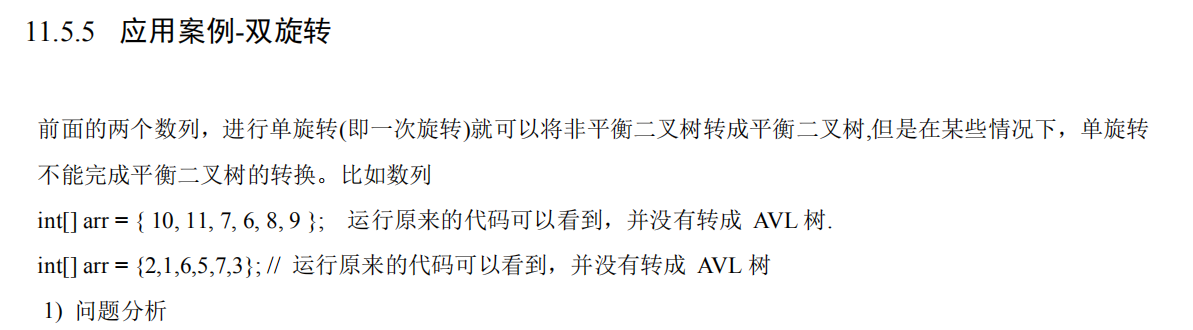 11.5.5 应用案例-双旋转
前面的两个数列，进行单旋转(即一次旋转)就可以将非平衡二叉树转成平衡二叉树,但是在某些情况下，单旋转
不能完成平衡二叉树的转换。比如数列
int[] arr = { 10, 11, 7, 6, 8, 9 }; 运行原来的代码可以看到，并没有转成 AVL 树.
int[] arr = {2,1,6,5,7,3}; // 运行原来的代码可以看到，并没有转成 AVL 树
1) 问题分析